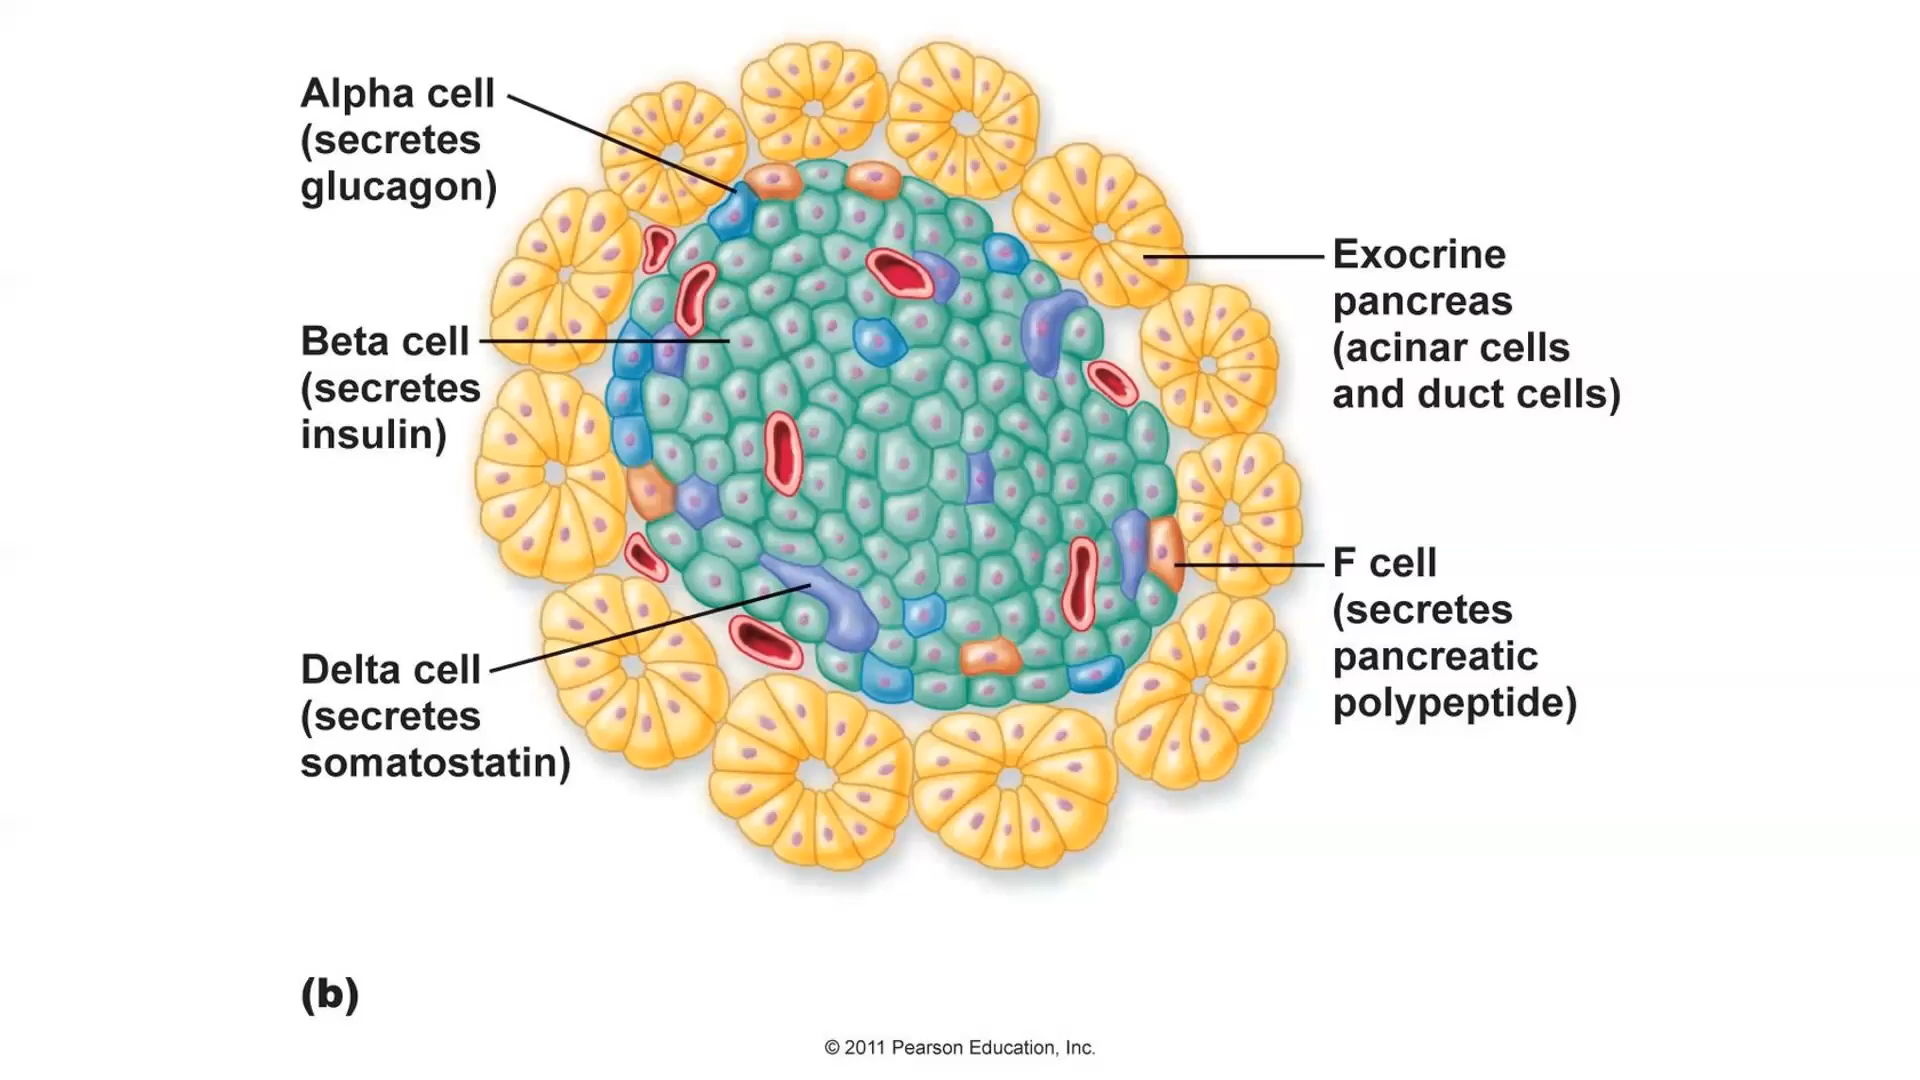 Alpha cell
(secretes
glucagon)
Beta cell
(secretes
insulin)
Delta cell
(secretes
somatostatin)
Exocrine
pancreas
(acinar cells
and duct cells)
F cell
(secretes
pancreatic
polypeptide)
(b)
© 2011 Pearson Education, Inc.